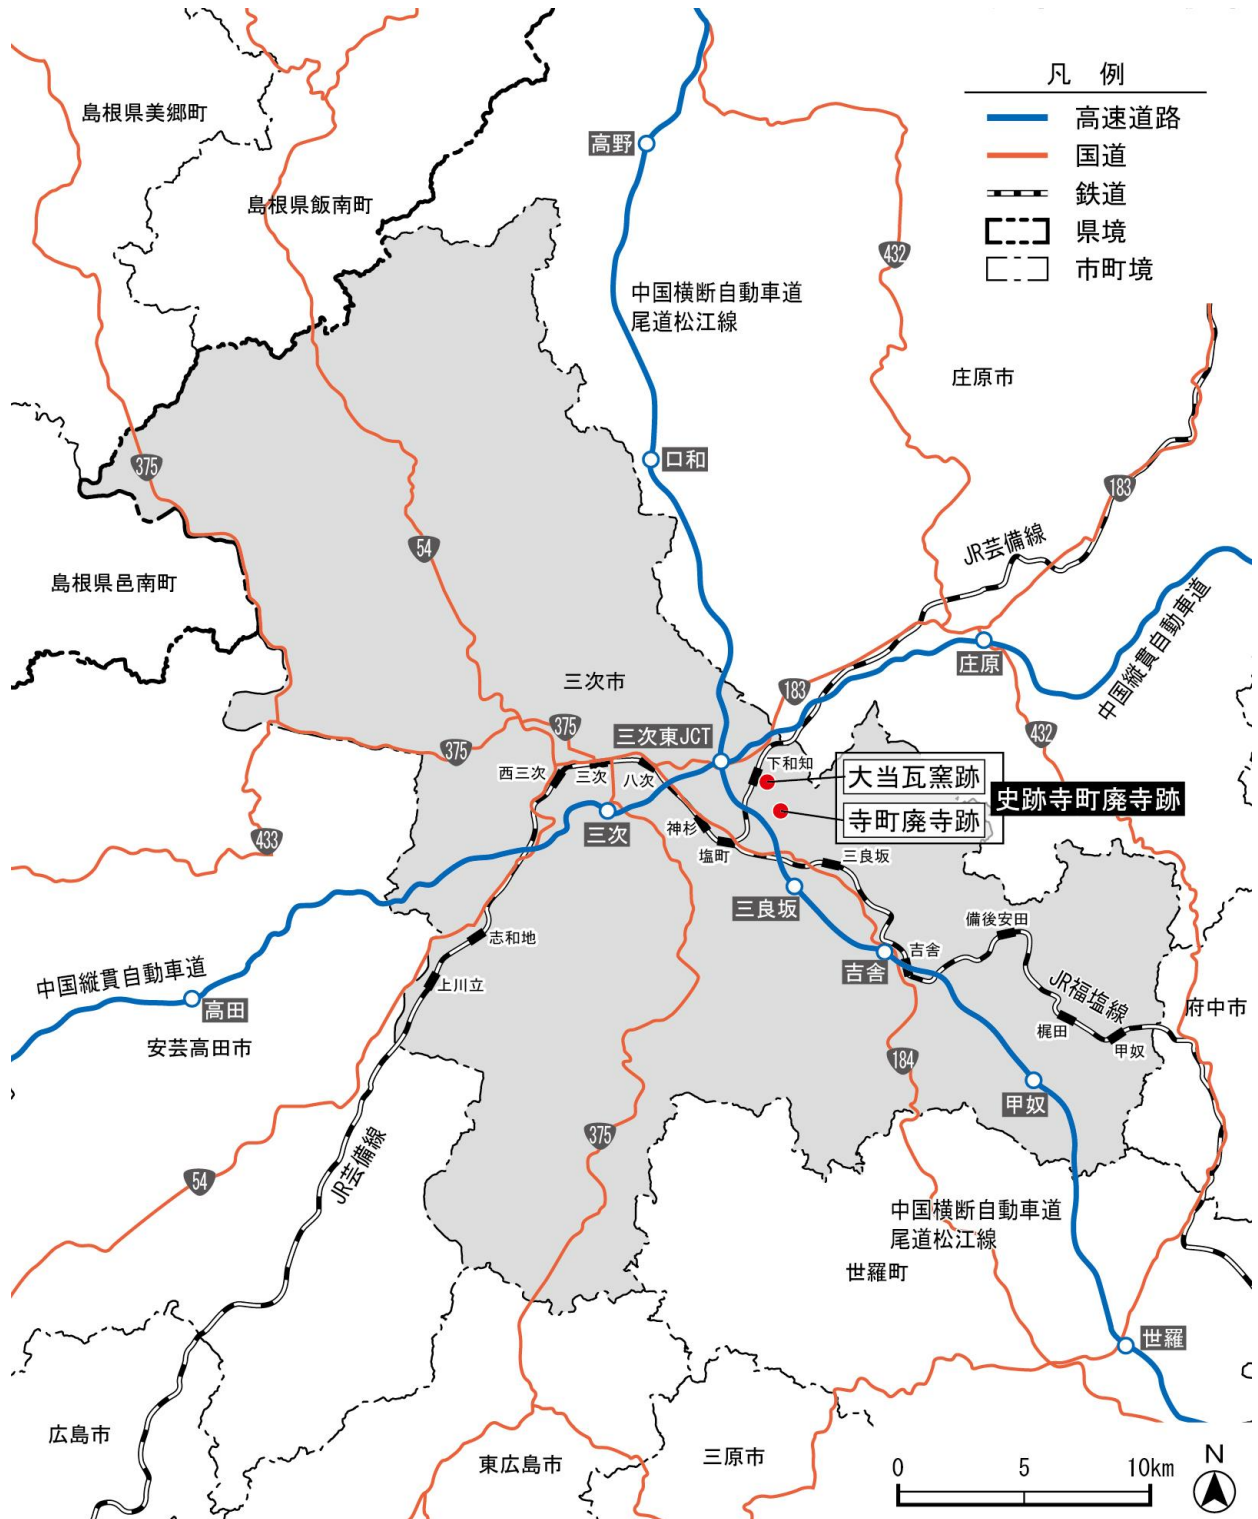 凡 例
高速道路
国道
鉄道
県境
市町境
島根県美郷町
高野
島根県飯南町
432
中国横断自動車道
尾道松江線
庄原市
口和
375
183
54
JR芸備線
島根県邑南町
中国縦貫自動車道
庄原
三次市
183
375
432
三次東JCT
375
下和知
西三次
三次
八次
大当瓦窯跡
史跡寺町廃寺跡
寺町廃寺跡
三次
神杉
433
塩町
三良坂
三良坂
備後安田
志和地
吉舎
吉舎
中国縦貫自動車道
上川立
JR福塩線
高田
府中市
梶田
甲奴
安芸高田市
184
甲奴
375
JR芸備線
54
中国横断自動車道
尾道松江線
世羅町
世羅
広島市
東広島市
三原市
N
0 5 10km